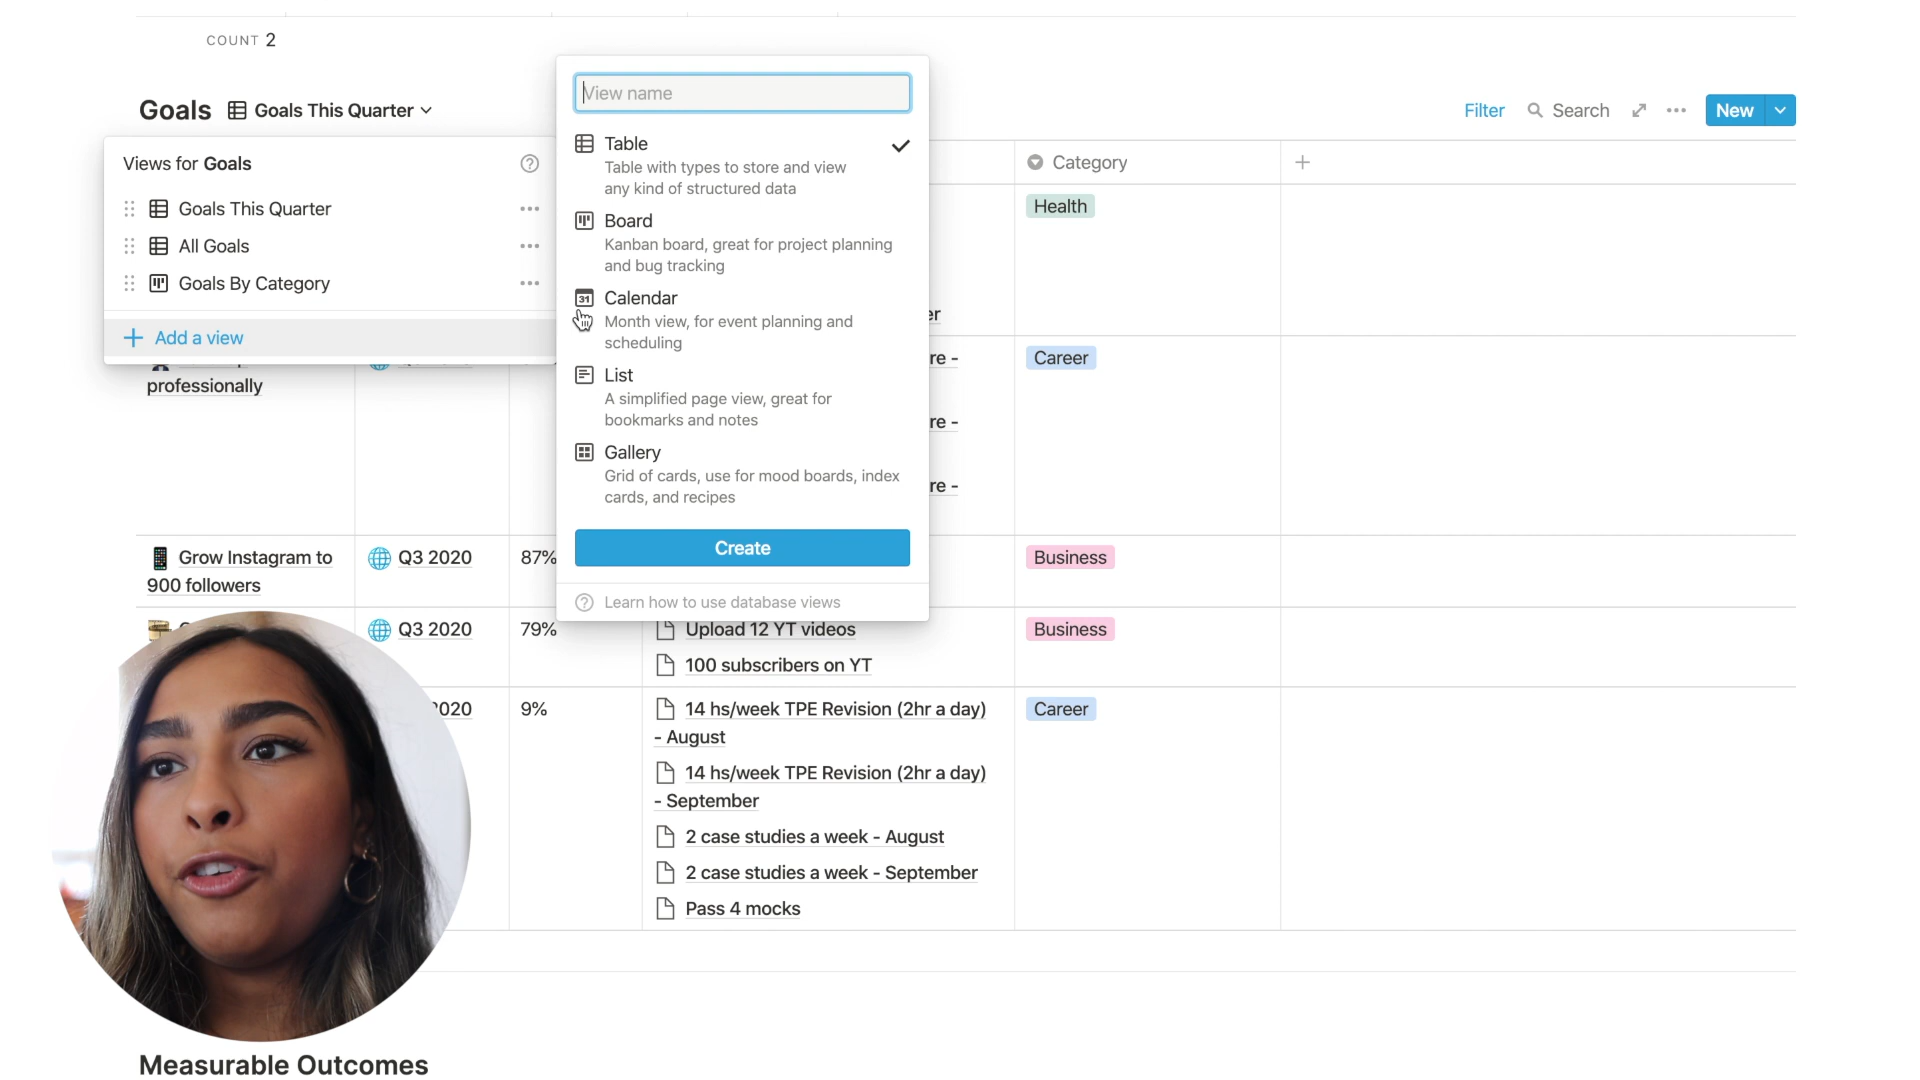 COUNT 2
Goals Goals This Quarter
Filter Search New
Views for Goals
Goals This Quarter
All Goals
Goals By Category
Add a view
View name
Table
Table with types to store and view
any kind of structured data
Board
Kanban board, great for project planning
and bug tracking
Calendar
31
Month view, for event planning and
scheduling
List
A simplified page view, great for
bookmarks and notes
Gallery
Grid of cards, use for mood boards, index
cards, and recipes
Create
Learn how to use database views
Category
Health
er
professionally
re -
re -
re -
Career
Grow Instagram to
900 followers
Q3 2020
87%
Business
Q3 2020
79%
Upload 12 YT videos
100 subscribers on YT
Business
2020
9%
14 hs/week TPE Revision (2hr a day)
- August
14 hs/week TPE Revision (2hr a day)
- September
2 case studies a week - August
2 case studies a week - September
Pass 4 mocks
Career
Measurable Outcomes